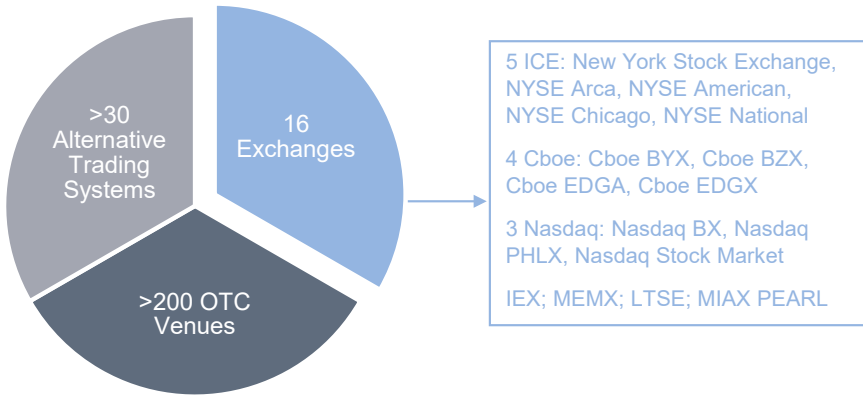 >30
Alternative
Trading
Systems
16
Exchanges
>200 OTC
Venues
5 ICE: New York Stock Exchange,
NYSE Arca, NYSE American,
NYSE Chicago, NYSE National
4 Cboe: Cboe BYX, Cboe BZX,
Cboe EDGA, Cboe EDGX
3 Nasdaq: Nasdaq BX, Nasdaq
PHLX, Nasdaq Stock Market
IEX; MEMX; LTSE; MIAX PEARL